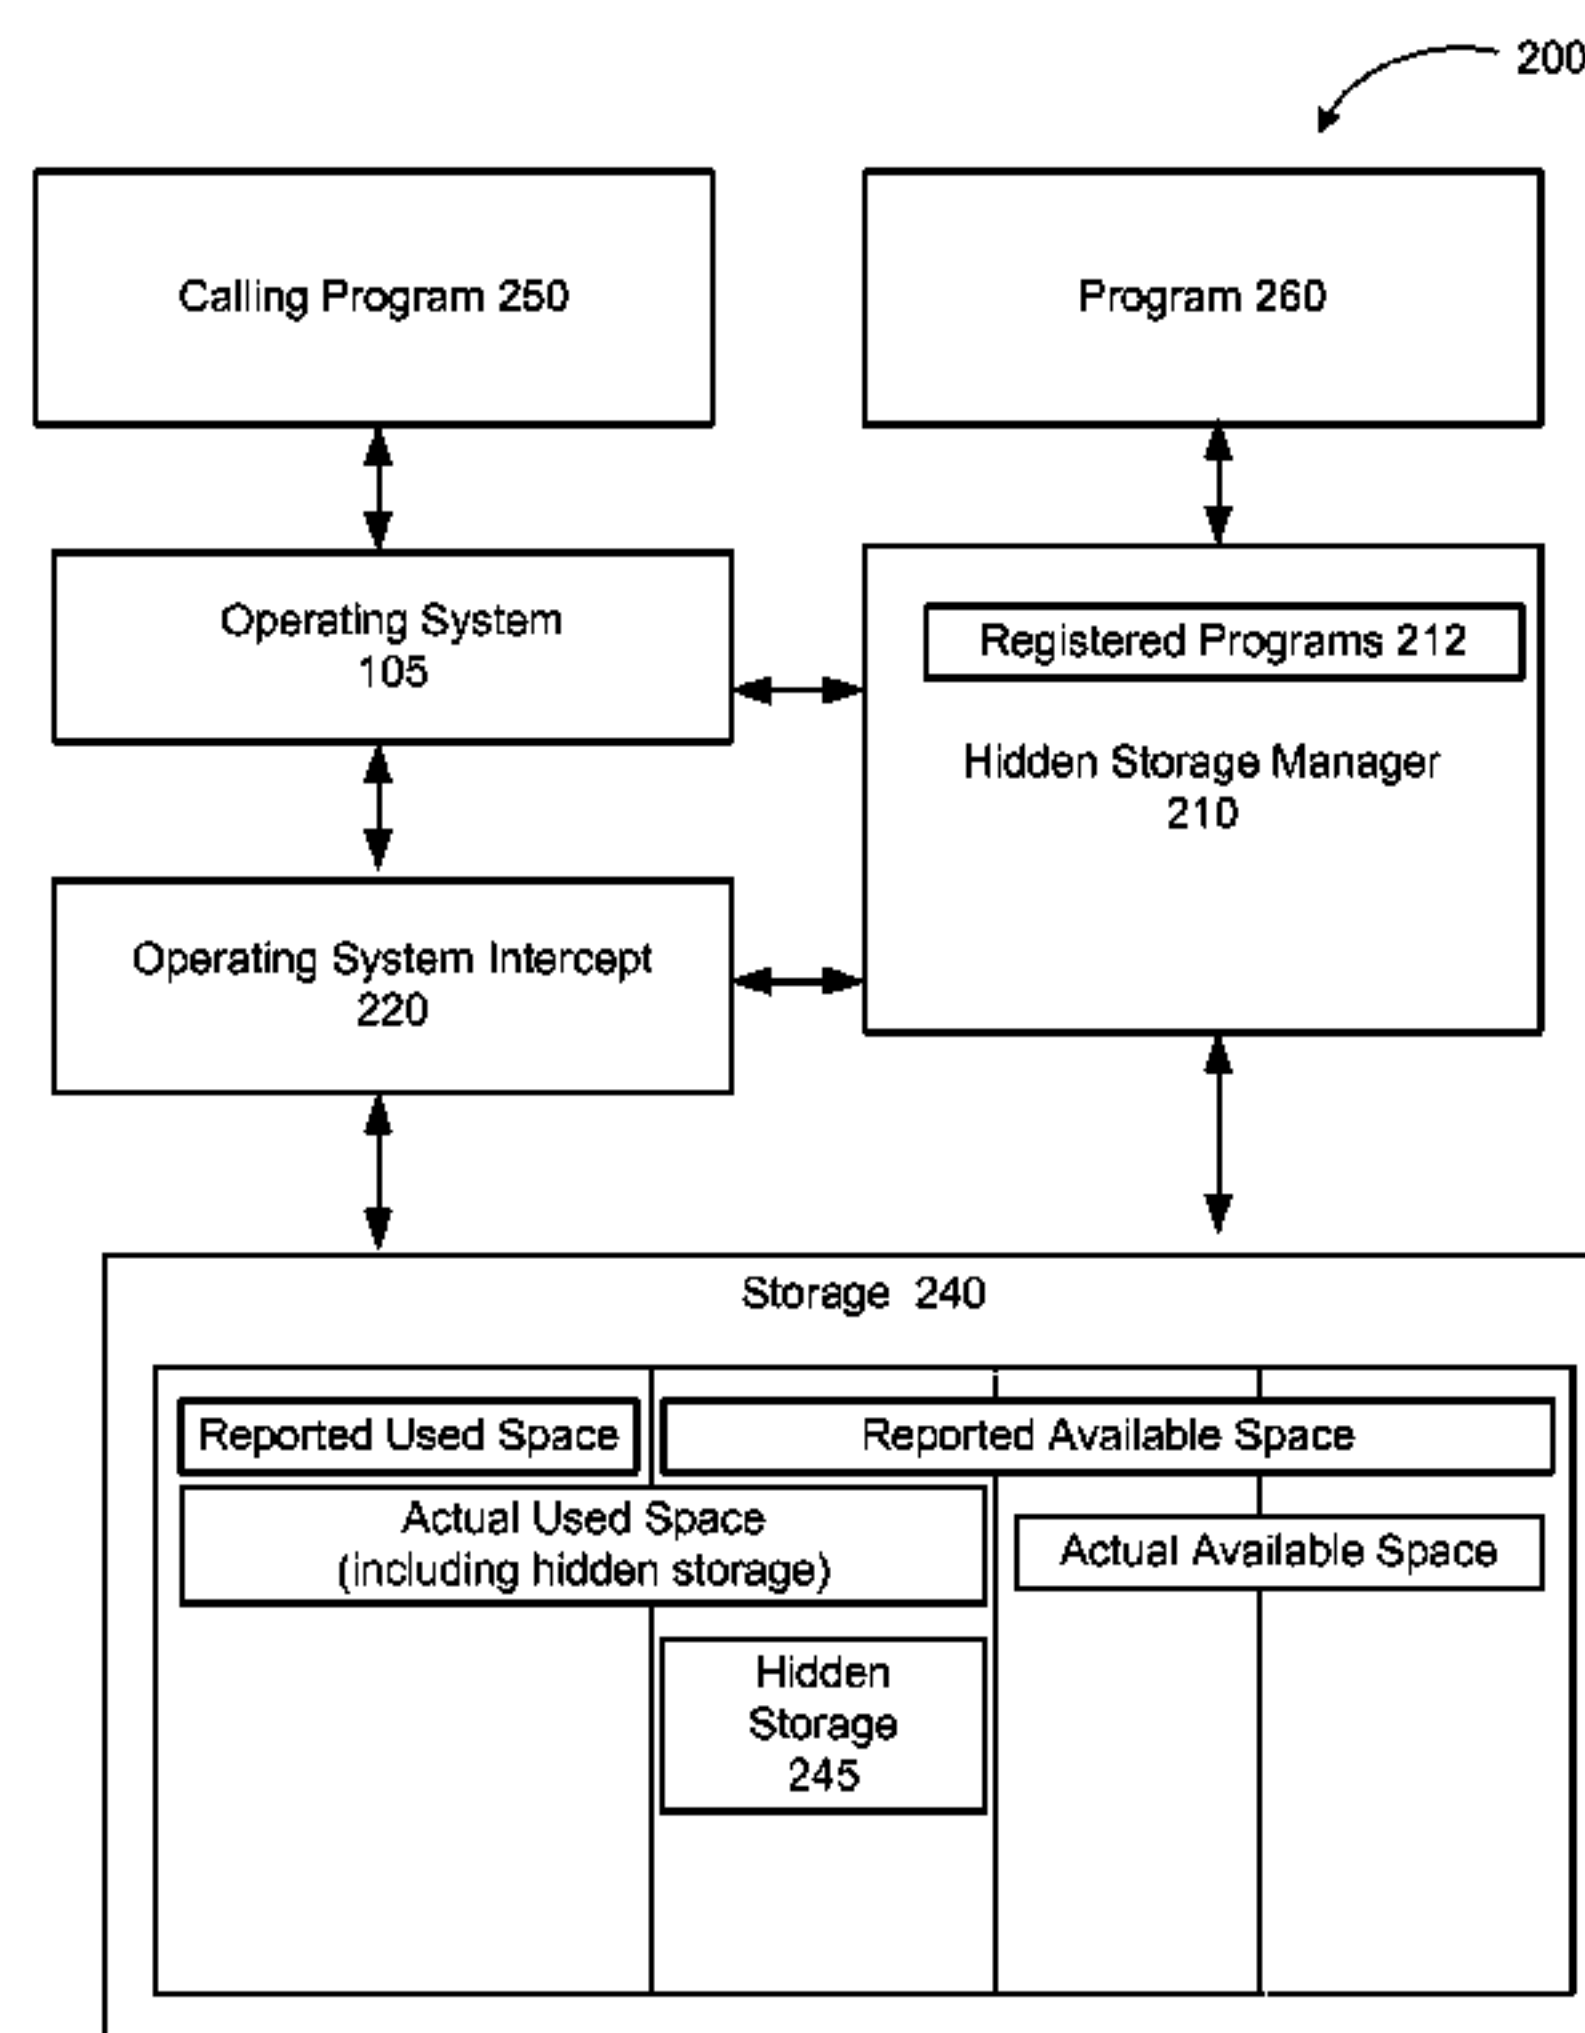 200
Calling Program 250
Program 260
Operating System
105
Registered Programs 212
Hidden Storage Manager
210
Operating System Intercept
220
Storage 240
Reported Used Space
Reported Available Space
Actual Used Space
(including hidden storage)
Actual Available Space
Hidden
Storage
245